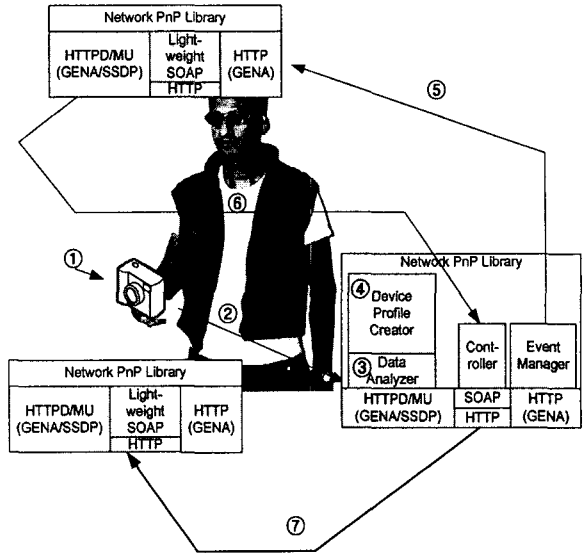 Network PnP Library
HTTPD/MU
(GENA/SSDP)
Light-
weight
SOAP
HTTP
HTTP
(GENA)
⑤
⑥
①
②
Network PnP Library
④
Device
Profile
Creator
③
Data
Analyzer
Cont-
roller
Event
Manager
HTTPD/MU
(GENA/SSDP)
SOAP
HTTP
HTTP
(GENA)
Network PnP Library
HTTPD/MU
(GENA/SSDP)
Light-
weight
SOAP
HTTP
HTTP
(GENA)
⑦